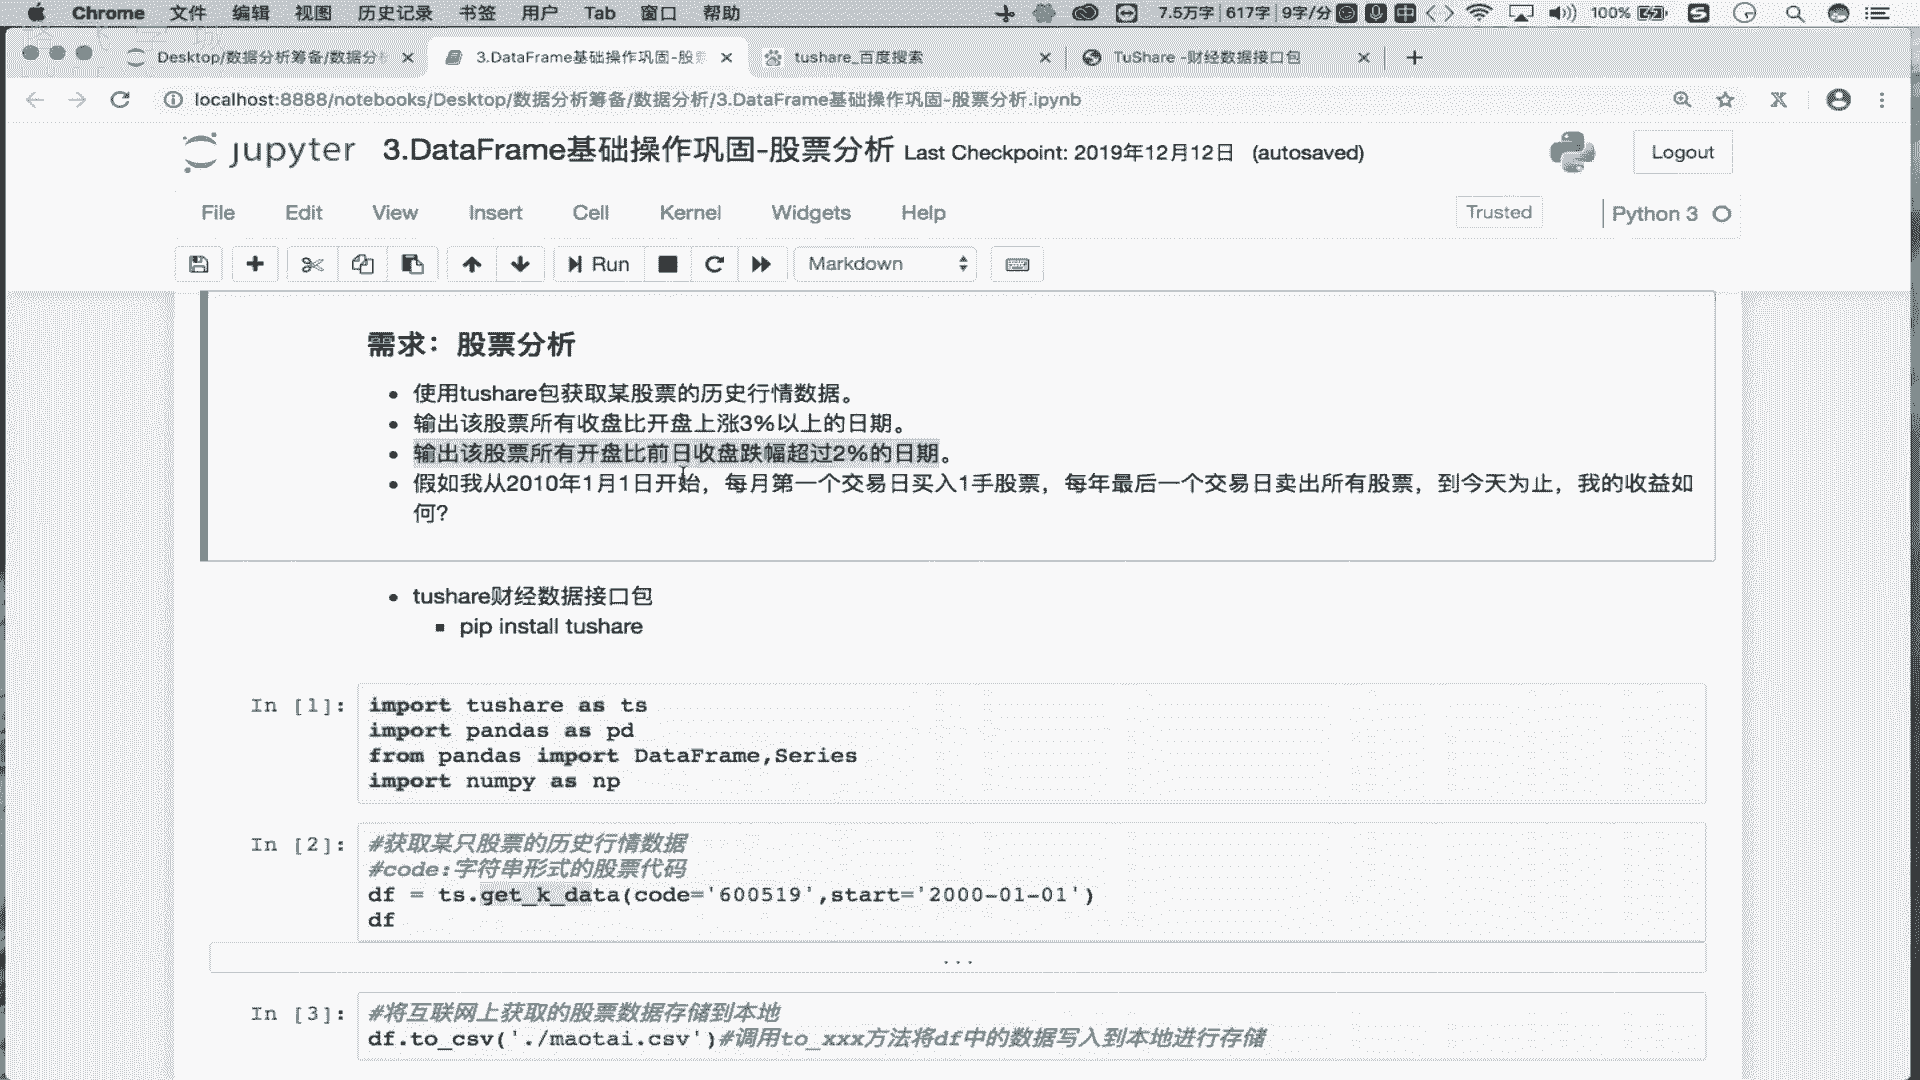 Chrome 文件 编辑 视图 历史记录 书签 用户 Tab 窗口 帮助 7.5万字 617字 9字/分 中 100%
Desktop/数据分析筹备/数据分析 3.DataFrame基础操作巩固-股票 tushare_百度搜索 TuShare -财经数据接口包
localhost:8888/notebooks/Desktop/数据分析筹备/数据分析/3.DataFrame基础操作巩固-股票分析.ipynb
jupyter 3.DataFrame基础操作巩固-股票分析 Last Checkpoint: 2019年12月12日 (autosaved) Logout
File Edit View Insert Cell Kernel Widgets Help Trusted Python 3
Run Markdown
需求：股票分析
使用tushare包获取某股票的历史行情数据。
输出该股票所有收盘比开盘上涨3%以上的日期。
输出该股票所有开盘比前日收盘跌幅超过2%的日期。
假如我从2010年1月1日开始，每月第一个交易日买入1手股票，每年最后一个交易日卖出所有股票，到今天为止，我的收益如
何？
tushare财经数据接口包
pip install tushare
In [1]: import tushare as ts
import pandas as pd
from pandas import DataFrame,Series
import numpy as np
In [2]: #获取某只股票的历史行情数据
#code:字符串形式的股票代码
df = ts.get_k_data(code='600519',start='2000-01-01')
df
...
In [3]: #将互联网上获取的股票数据存储到本地
df.to_csv('./maotai.csv')#调用to_xxx方法将df中的数据写入到本地进行存储